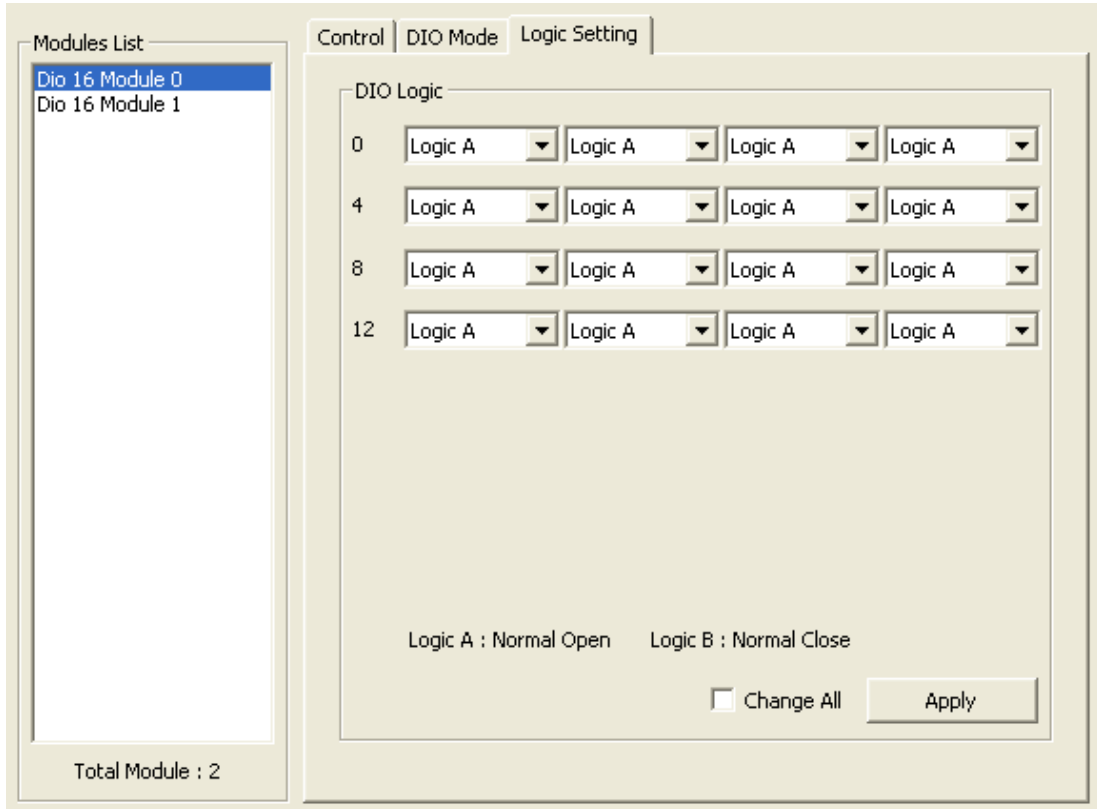 Modules List
Dio 16 Module 0
Dio 16 Module 1
Total Module : 2
Control DIO Mode Logic Setting
DIO Logic
0 Logic A Logic A Logic A Logic A
4 Logic A Logic A Logic A Logic A
8 Logic A Logic A Logic A Logic A
12 Logic A Logic A Logic A Logic A
Logic A : Normal Open Logic B : Normal Close
Change All Apply